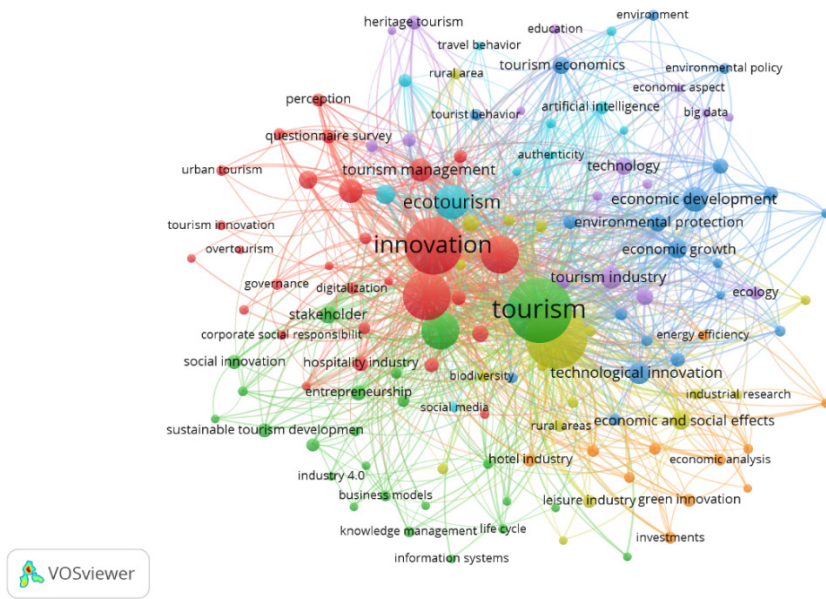 heritage tourism
education
environment
travel behavior
tourism economics
environmental policy
rural area
economic aspect
perception
tourist behavior
artificial intelligence
big data
questionnaire survey
authenticity
urban tourism
tourism management
technology
ecotourism
economic development
tourism innovation
environmental protection
innovation
overtourism
economic growth
tourism industry
governance
digitalization
ecology
tourism
stakeholder
corporate social responsibilit
energy efficiency
social innovation
hospitality industry
biodiversity
technological innovation
entrepreneurship
industrial research
social media
sustainable tourism developmen
rural areas
economic and social effects
hotel industry
economic analysis
industry 4.0
business models
leisure industry
green innovation
knowledge management
life cycle
investments
information systems
VOSviewer